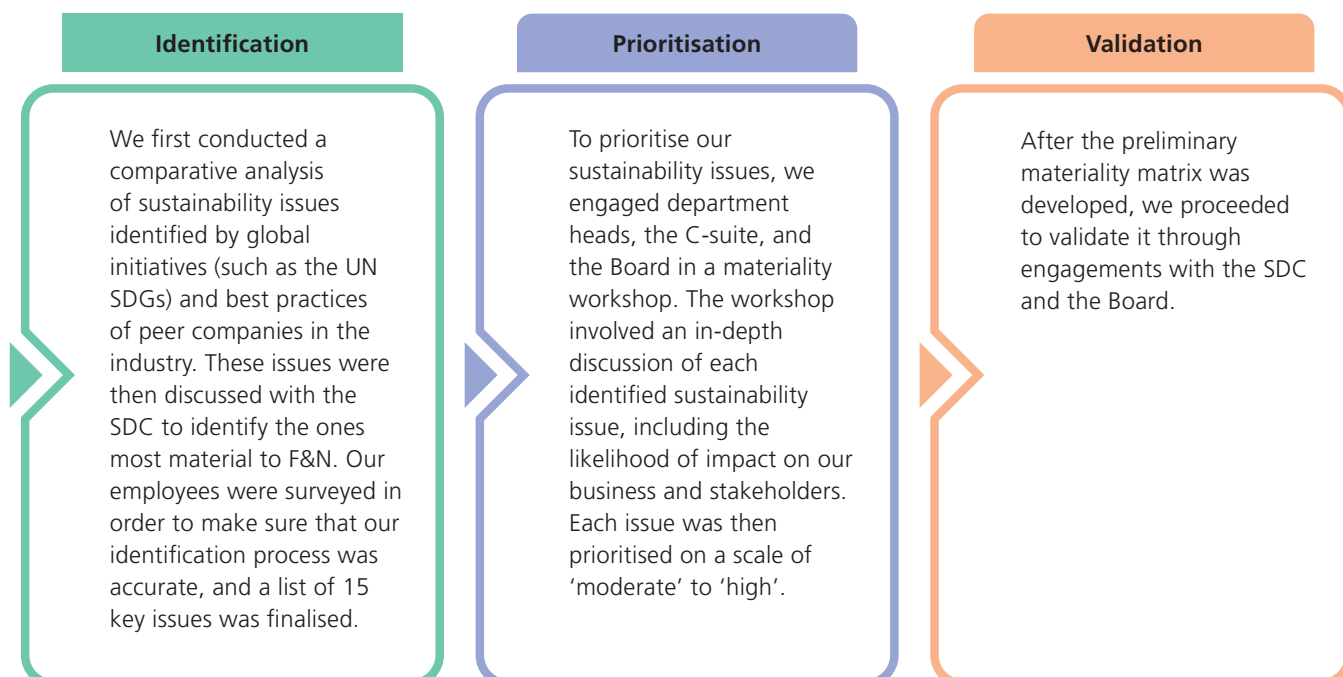 Identification
We first conducted a
comparative analysis
of sustainability issues
identified by global
initiatives (such as the UN
SDGs) and best practices
of peer companies in the
industry. These issues were
then discussed with the
SDC to identify the ones
most material to F&N. Our
employees were surveyed in
order to make sure that our
identification process was
accurate, and a list of 15
key issues was finalised.
Prioritisation
To prioritise our
sustainability issues, we
engaged department
heads, the C-suite, and
the Board in a materiality
workshop. The workshop
involved an in-depth
discussion of each
identified sustainability
issue, including the
likelihood of impact on our
business and stakeholders.
Each issue was then
prioritised on a scale of
‘moderate’ to ‘high’.
Validation
After the preliminary
materiality matrix was
developed, we proceeded
to validate it through
engagements with the SDC
and the Board.